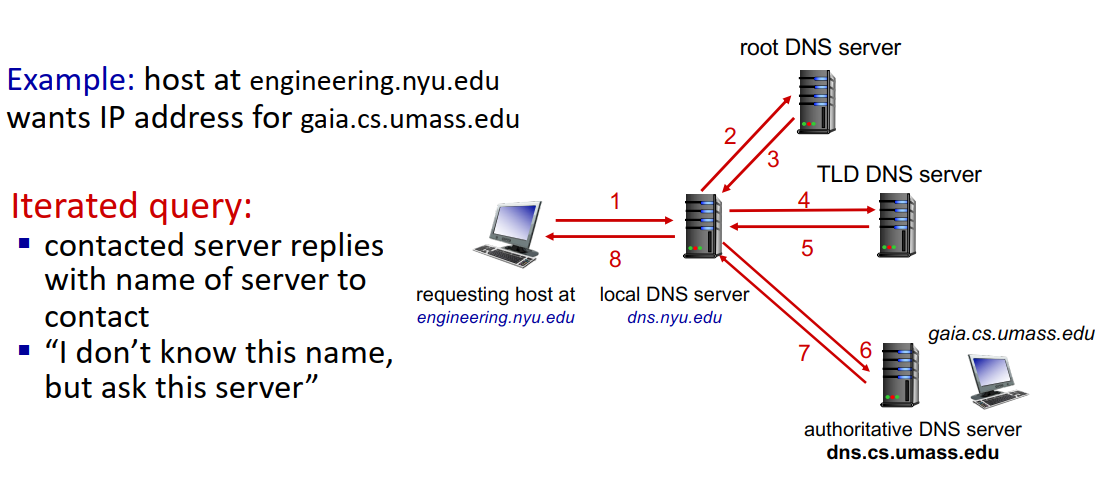 Example: host at engineering.nyu.edu
wants IP address for gaia.cs.umass.edu
Iterated query:
contacted server replies
with name of server to
contact
“I don’t know this name,
but ask this server”
root DNS server
2
3
TLD DNS server
1
4
8
5
requesting host at
engineering.nyu.edu
local DNS server
dns.nyu.edu
6
7
gaia.cs.umass.edu
authoritative DNS server
dns.cs.umass.edu